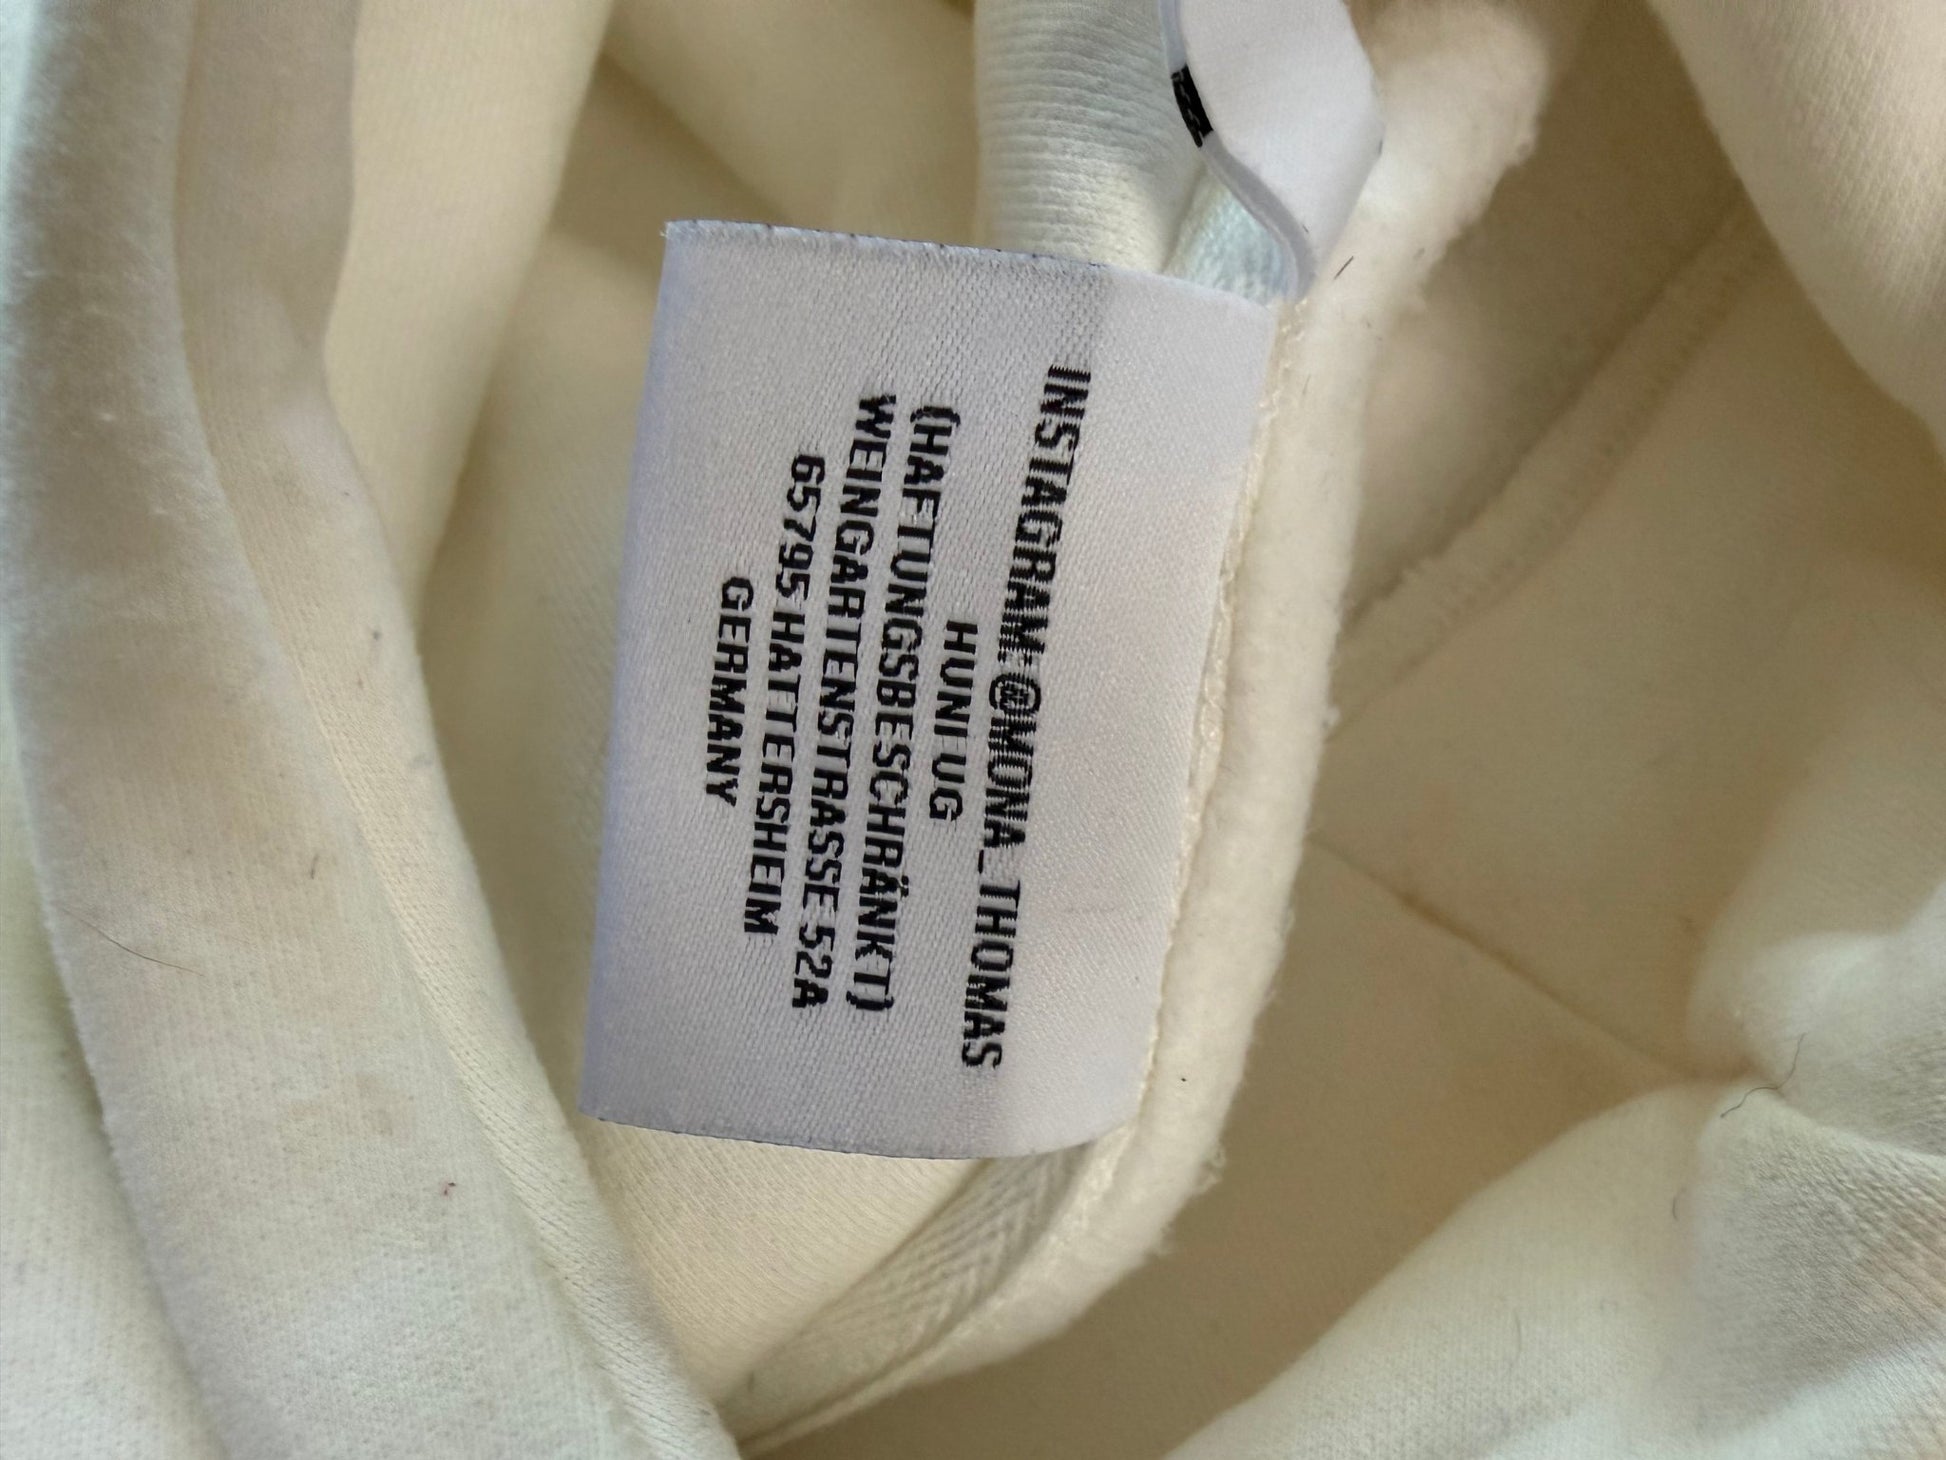 INSTAGRAM: @MONA_THOMAS
HUNI UG
(HAFTUNGSBESCHRÄNKT)
WEINGARTENSTRASSE 52A
65795 HATTERSHEIM
GERMANY